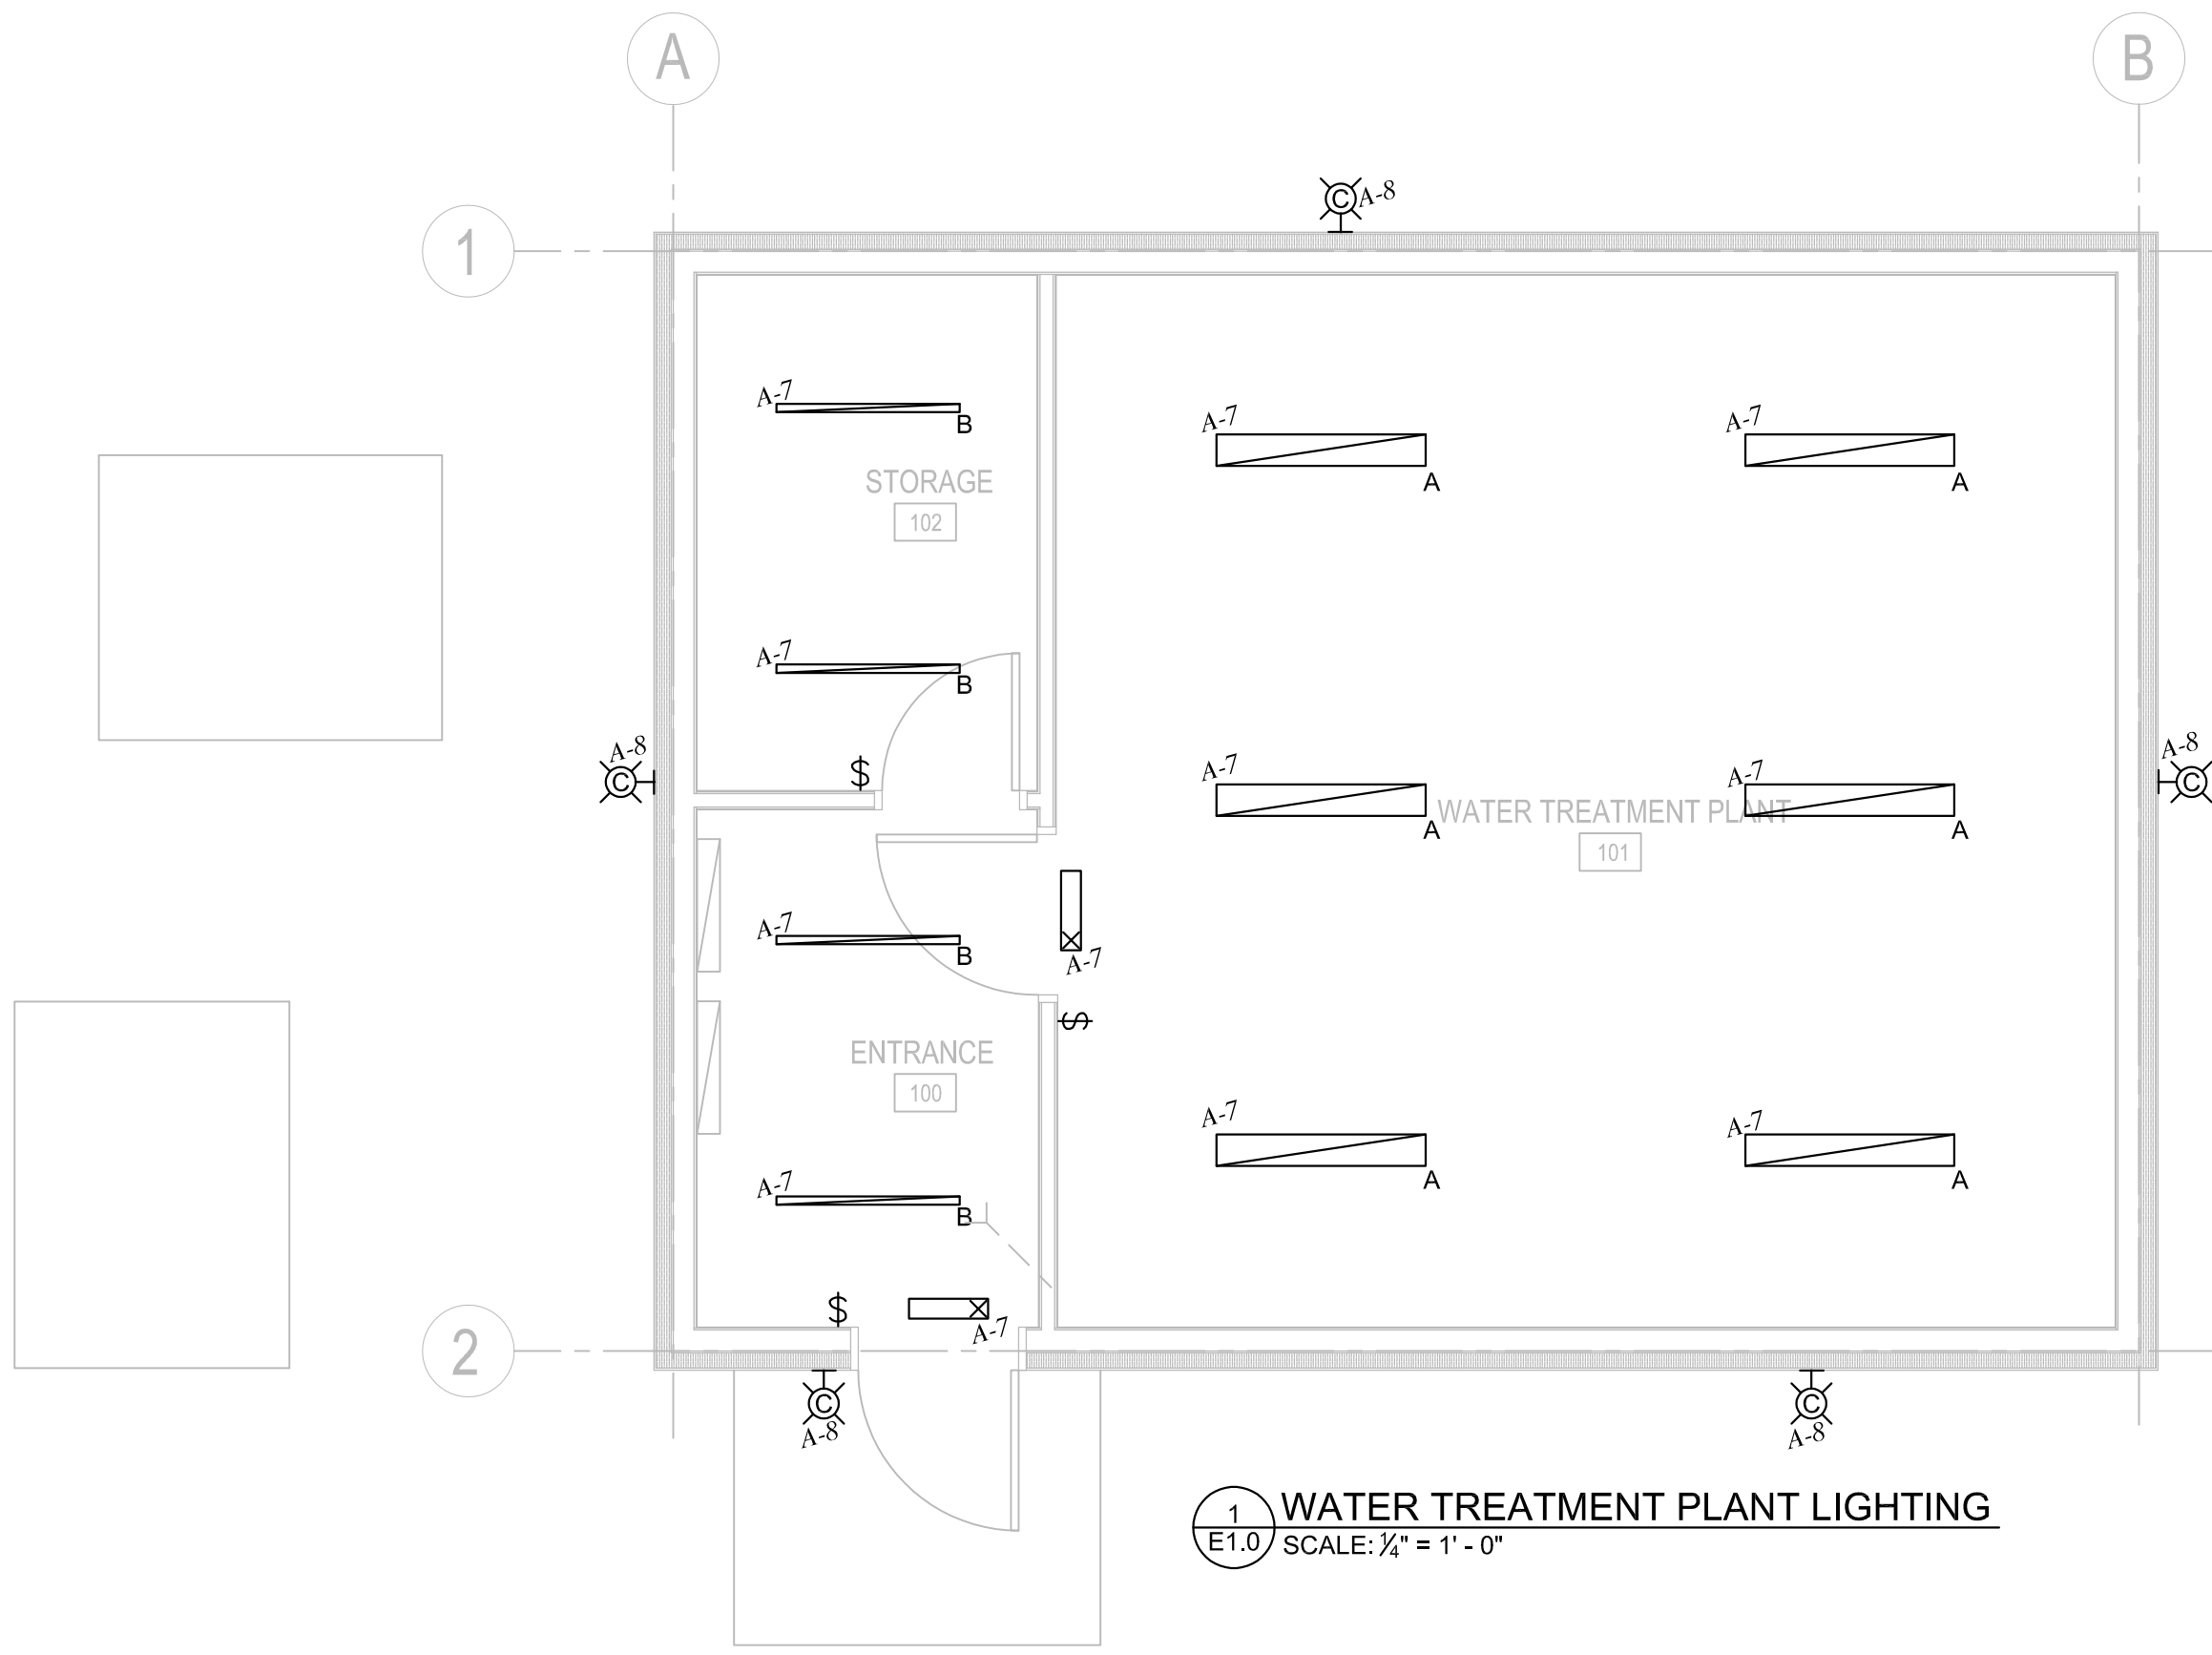 A
B
A-8
1
A-7
B
A-7
A
A-7
A
STORAGE
102
A-7
B
A-8
A-8
A-7
A
A-7
A
WATER TREATMENT PLANT
101
$
C
C
C
A-7
B
A-7
$
ENTRANCE
100
A-7
A
A-7
A
A-7
B
$
A-7
2
C
A-8
C
A-8
1
E1.0
WATER TREATMENT PLANT LIGHTING
SCALE: ¼" = 1' - 0"